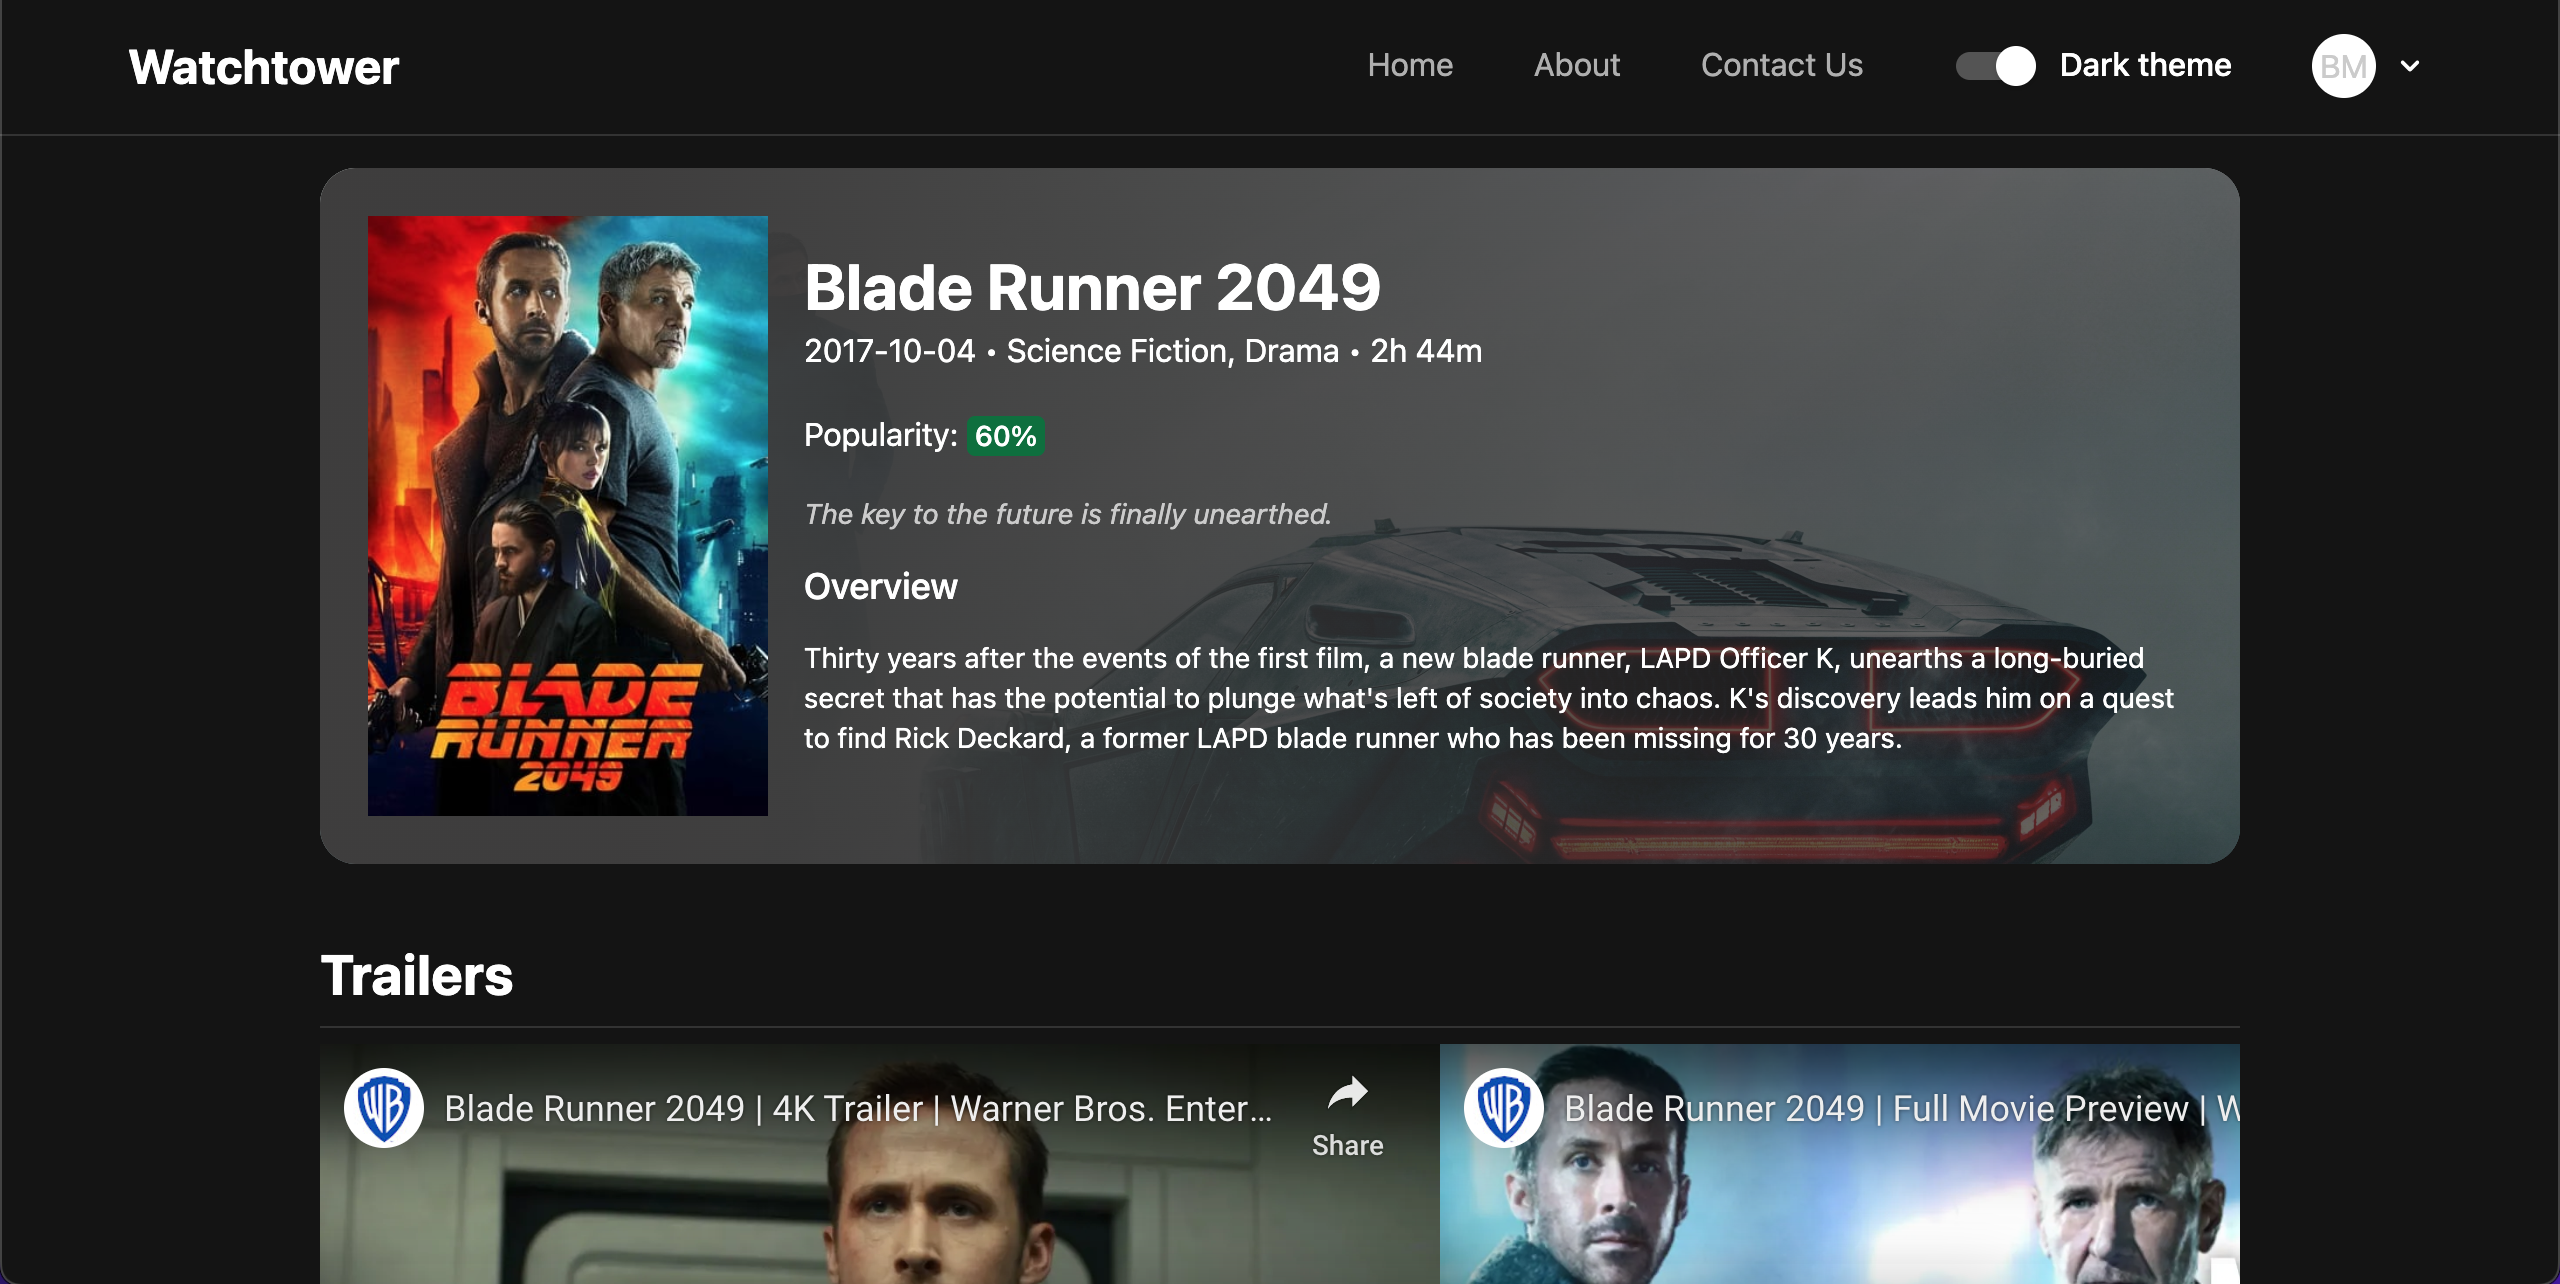 Watchtower
Home
About
Contact Us
Dark theme
BM
Blade Runner 2049
2017-10-04 • Science Fiction, Drama • 2h 44m
Popularity: 60%
The key to the future is finally unearthed.
Overview
Thirty years after the events of the first film, a new blade runner, LAPD Officer K, unearths a long-buried
secret that has the potential to plunge what's left of society into chaos. K's discovery leads him on a quest
to find Rick Deckard, a former LAPD blade runner who has been missing for 30 years.
BLADE
RUNNER
2049
Trailers
WB
Blade Runner 2049 | 4K Trailer | Warner Bros. Enter...
Share
WB
Blade Runner 2049 | Full Movie Preview | W